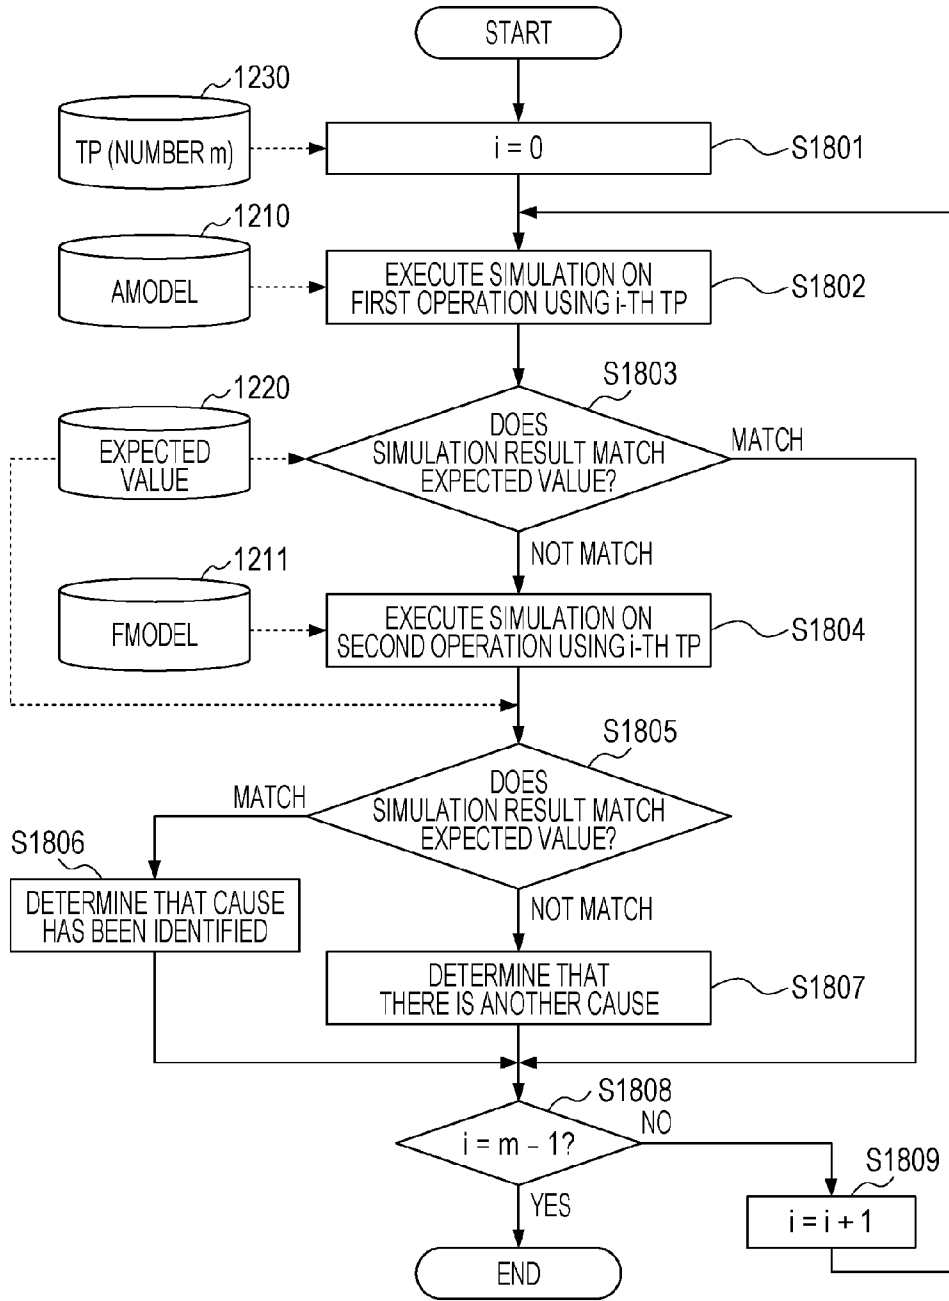 START
1230
TP (NUMBER m)
i = 0
S1801
1210
AMODEL
EXECUTE SIMULATION ON
FIRST OPERATION USING i-TH TP
S1802
S1803
1220
EXPECTED
VALUE
DOES
SIMULATION RESULT MATCH
EXPECTED VALUE?
MATCH
NOT MATCH
1211
FMODEL
EXECUTE SIMULATION ON
SECOND OPERATION USING i-TH TP
S1804
S1805
DOES
SIMULATION RESULT MATCH
EXPECTED VALUE?
MATCH
S1806
DETERMINE THAT CAUSE
HAS BEEN IDENTIFIED
NOT MATCH
DETERMINE THAT
THERE IS ANOTHER CAUSE
S1807
S1808
i = m – 1?
NO
YES
S1809
i = i + 1
END